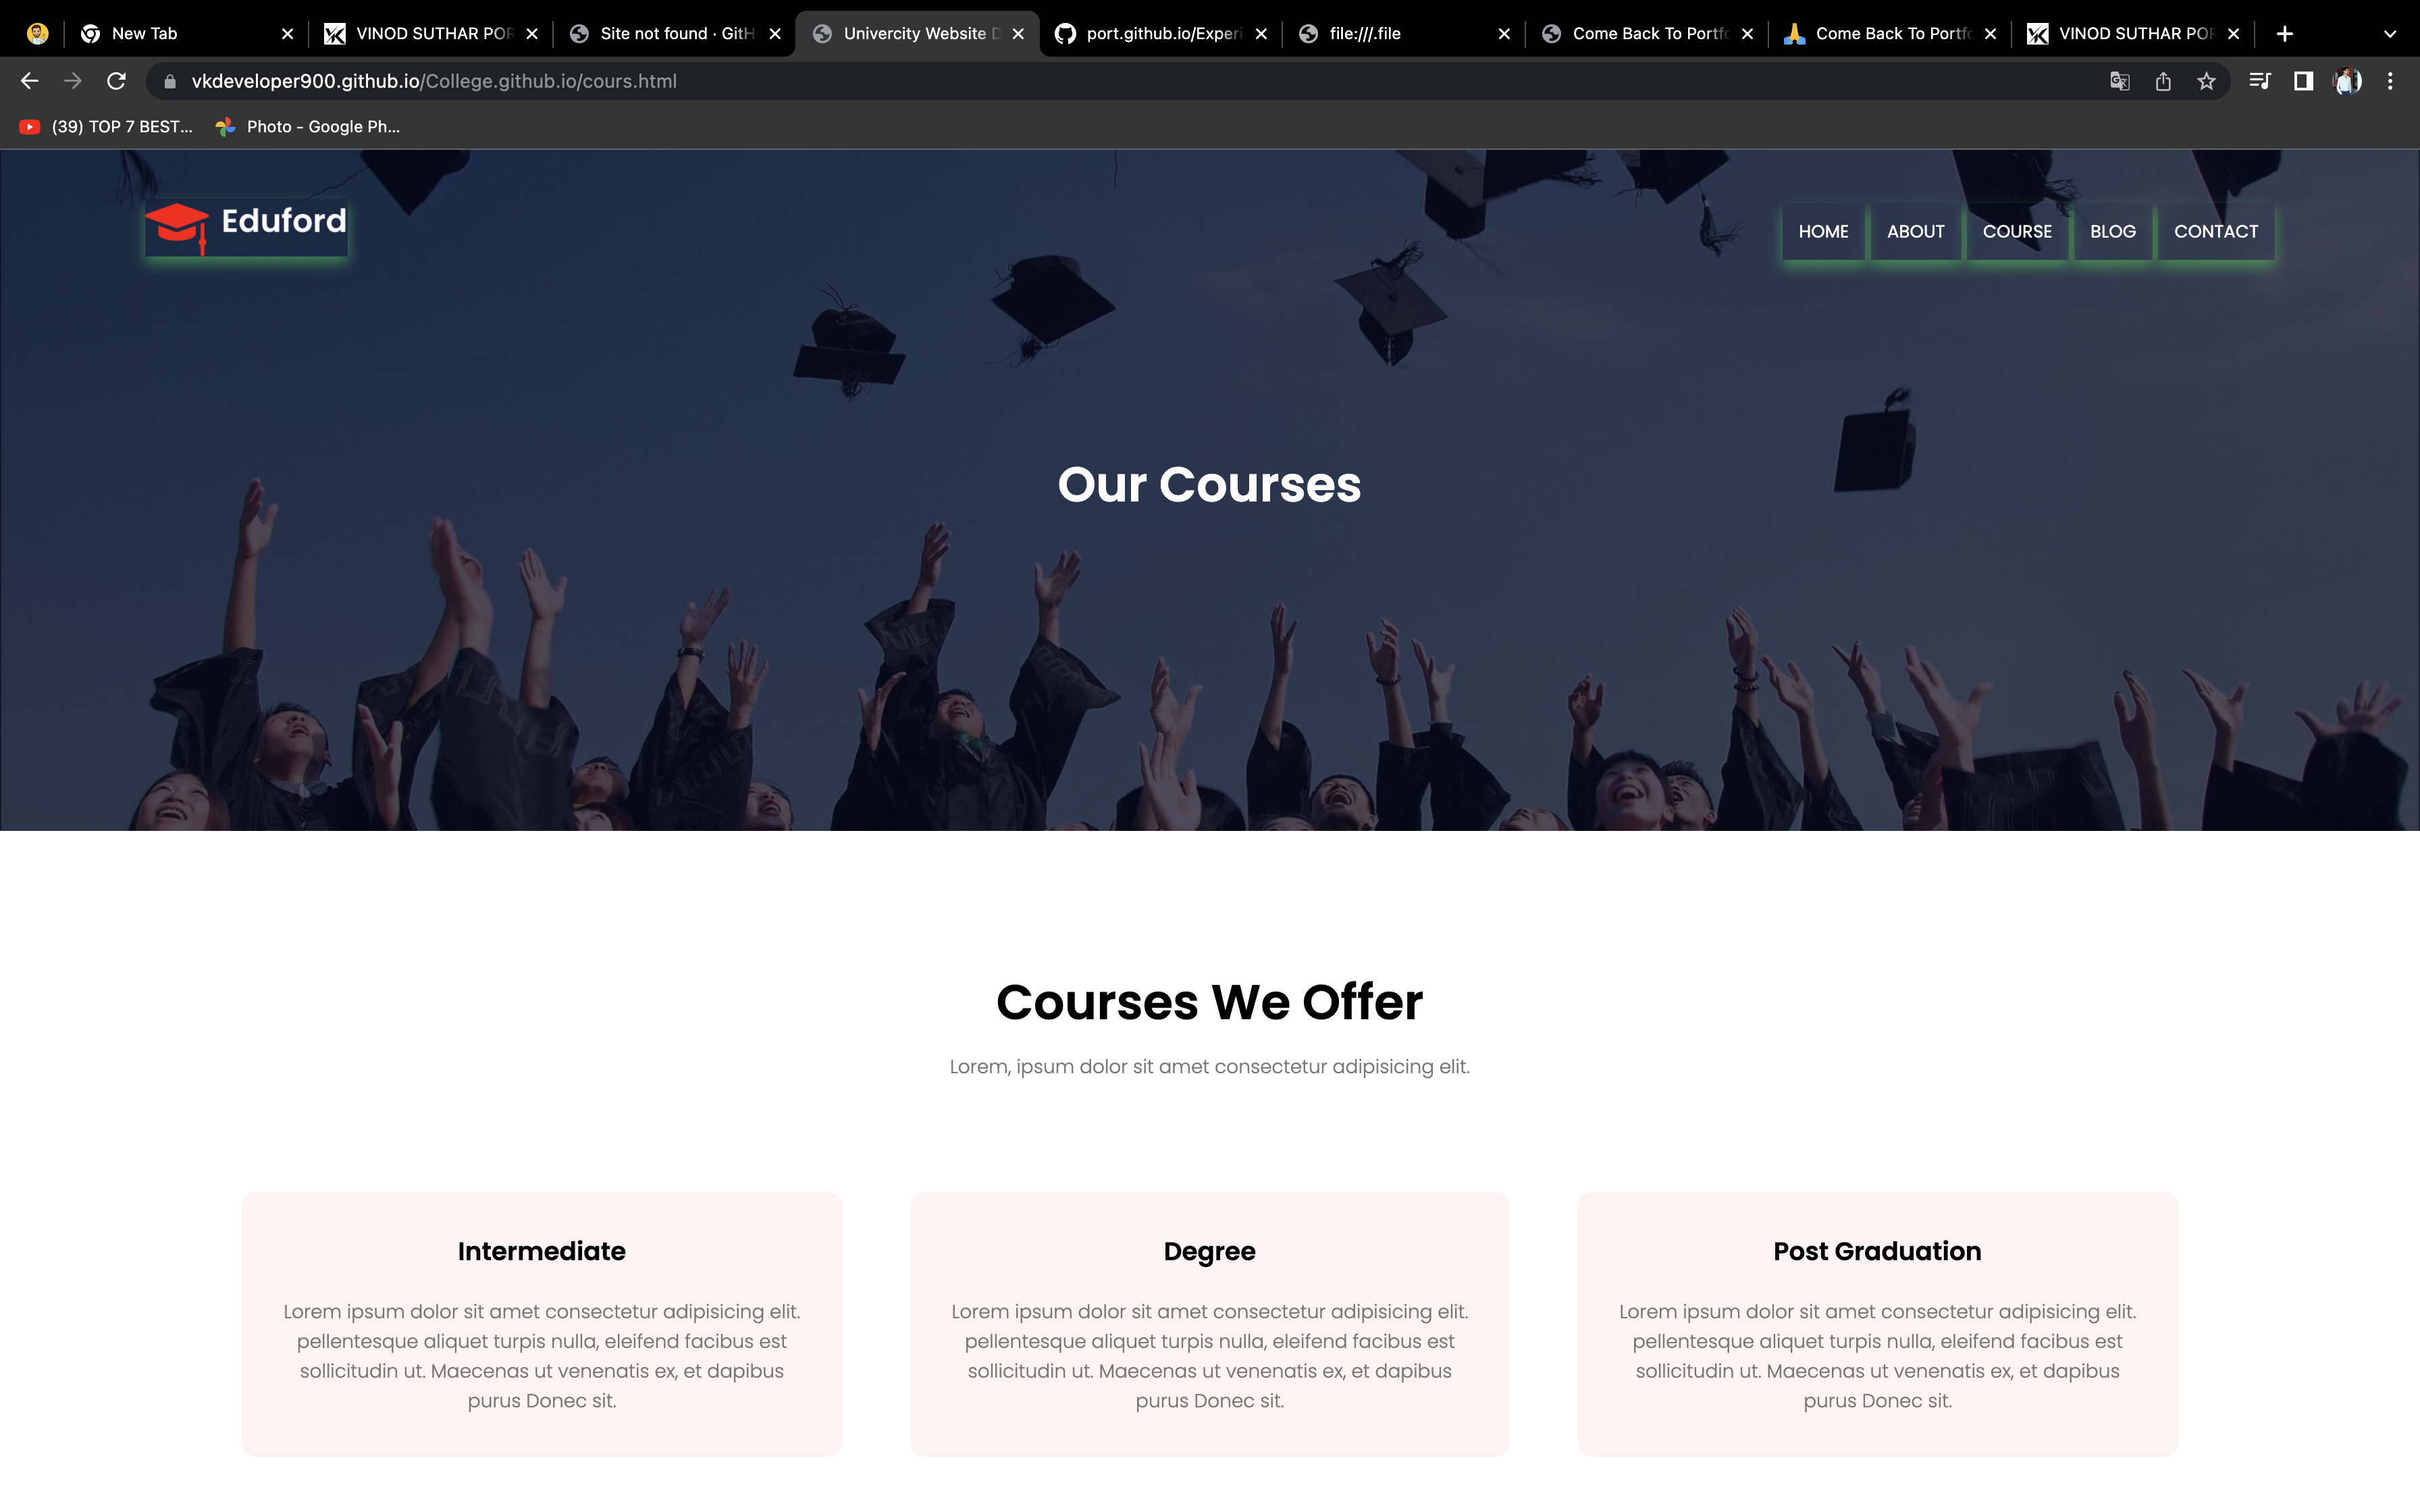 New Tab
VINOD SUTHAR POR
Site not found · GitH
Univercity Website D
port.github.io/Experi
file:///.file
Come Back To Portfo
Come Back To Portfo
VINOD SUTHAR POR
vkdeveloper900.github.io/College.github.io/cours.html
(39) TOP 7 BEST...
Photo - Google Ph...
Eduford
HOME
ABOUT
COURSE
BLOG
CONTACT
Our Courses
Courses We Offer
Lorem, ipsum dolor sit amet consectetur adipisicing elit.
Intermediate
Lorem ipsum dolor sit amet consectetur adipisicing elit.
pellentesque aliquet turpis nulla, eleifend facibus est
sollicitudin ut. Maecenas ut venenatis ex, et dapibus
purus Donec sit.
Degree
Lorem ipsum dolor sit amet consectetur adipisicing elit.
pellentesque aliquet turpis nulla, eleifend facibus est
sollicitudin ut. Maecenas ut venenatis ex, et dapibus
purus Donec sit.
Post Graduation
Lorem ipsum dolor sit amet consectetur adipisicing elit.
pellentesque aliquet turpis nulla, eleifend facibus est
sollicitudin ut. Maecenas ut venenatis ex, et dapibus
purus Donec sit.